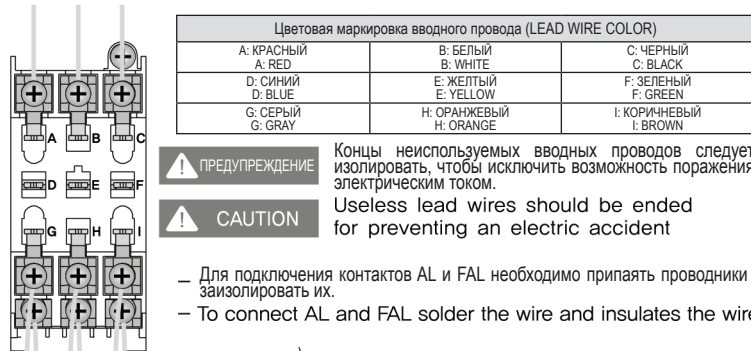 Цветовая маркировка вводного провода (LEAD WIRE COLOR)
A: КРАСНЫЙ B: БЕЛЫЙ C: ЧЕРНЫЙ
A: RED B: WHITE C: BLACK
D: СИНИЙ E: ЖЕЛТЫЙ F: ЗЕЛЕНЫЙ
D: BLUE E: YELLOW F: GREEN
G: СЕРЫЙ H: ОРАНЖЕВЫЙ I: КОРИЧНЕВЫЙ
G: GRAY H: ORANGE I: BROWN
A B C
D E F
G H I
ПРЕДУПРЕЖДЕНИЕ
Концы неиспользуемых вводных проводов следует
изолировать, чтобы исключить возможность поражения
электрическим током.
CAUTION
Useless lead wires should be ended
for preventing an electric accident
– Для подключения контактов AL и FAL необходимо припаять проводники
заизолировать их.
– To connect AL and FAL solder the wire and insulates the wire